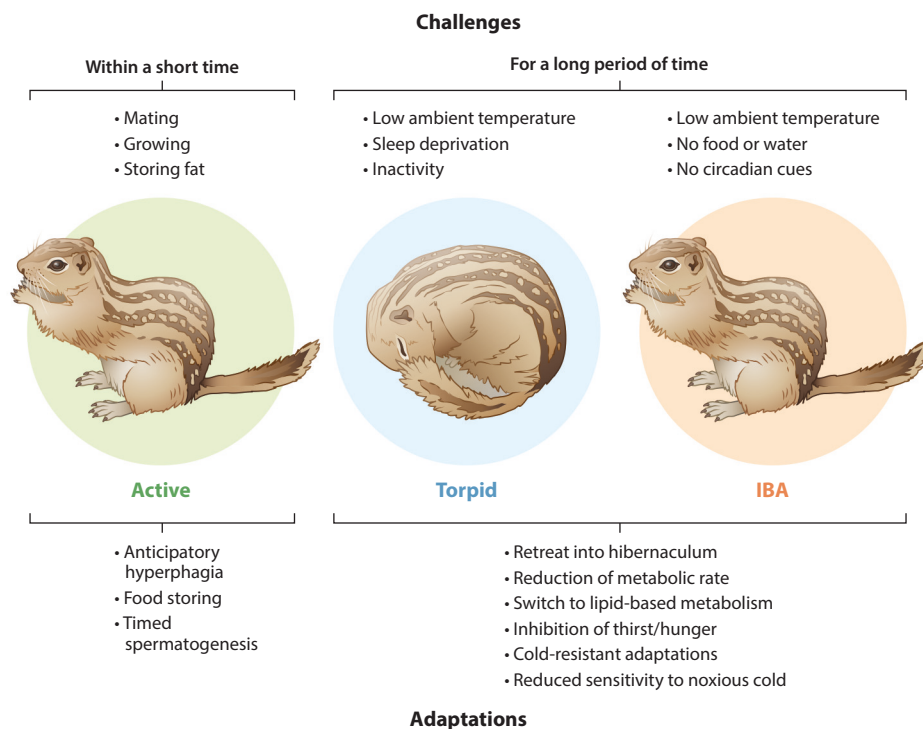 Challenges
Within a short time
• Mating
• Growing
• Storing fat
For a long period of time
• Low ambient temperature
• Sleep deprivation
• Inactivity
• Low ambient temperature
• No food or water
• No circadian cues
Active
Torpid
IBA
• Anticipatory
hyperphagia
• Food storing
• Timed
spermatogenesis
• Retreat into hibernaculum
• Reduction of metabolic rate
• Switch to lipid-based metabolism
• Inhibition of thirst/hunger
• Cold-resistant adaptations
• Reduced sensitivity to noxious cold
Adaptations